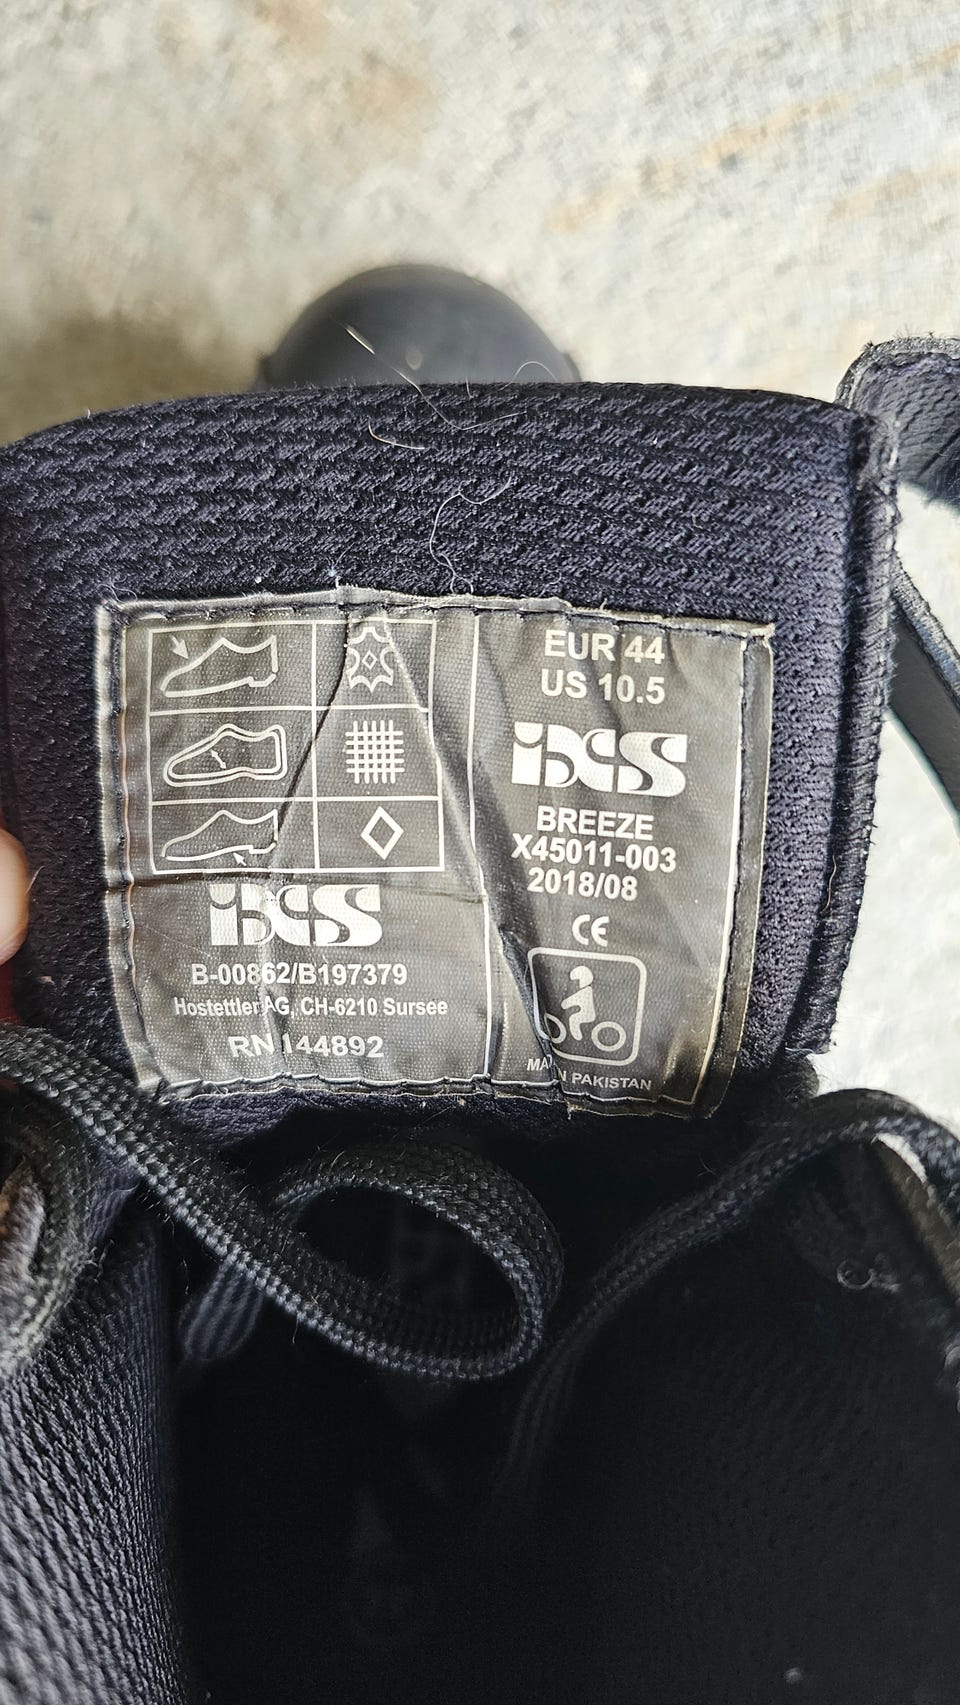 iXS
B-00862/B197379
Hostettler AG, CH-6210 Sursee
RN 144892
EUR 44
US 10.5
iXS
BREEZE
X45011-003
2018/08
CE
IN PAKISTAN